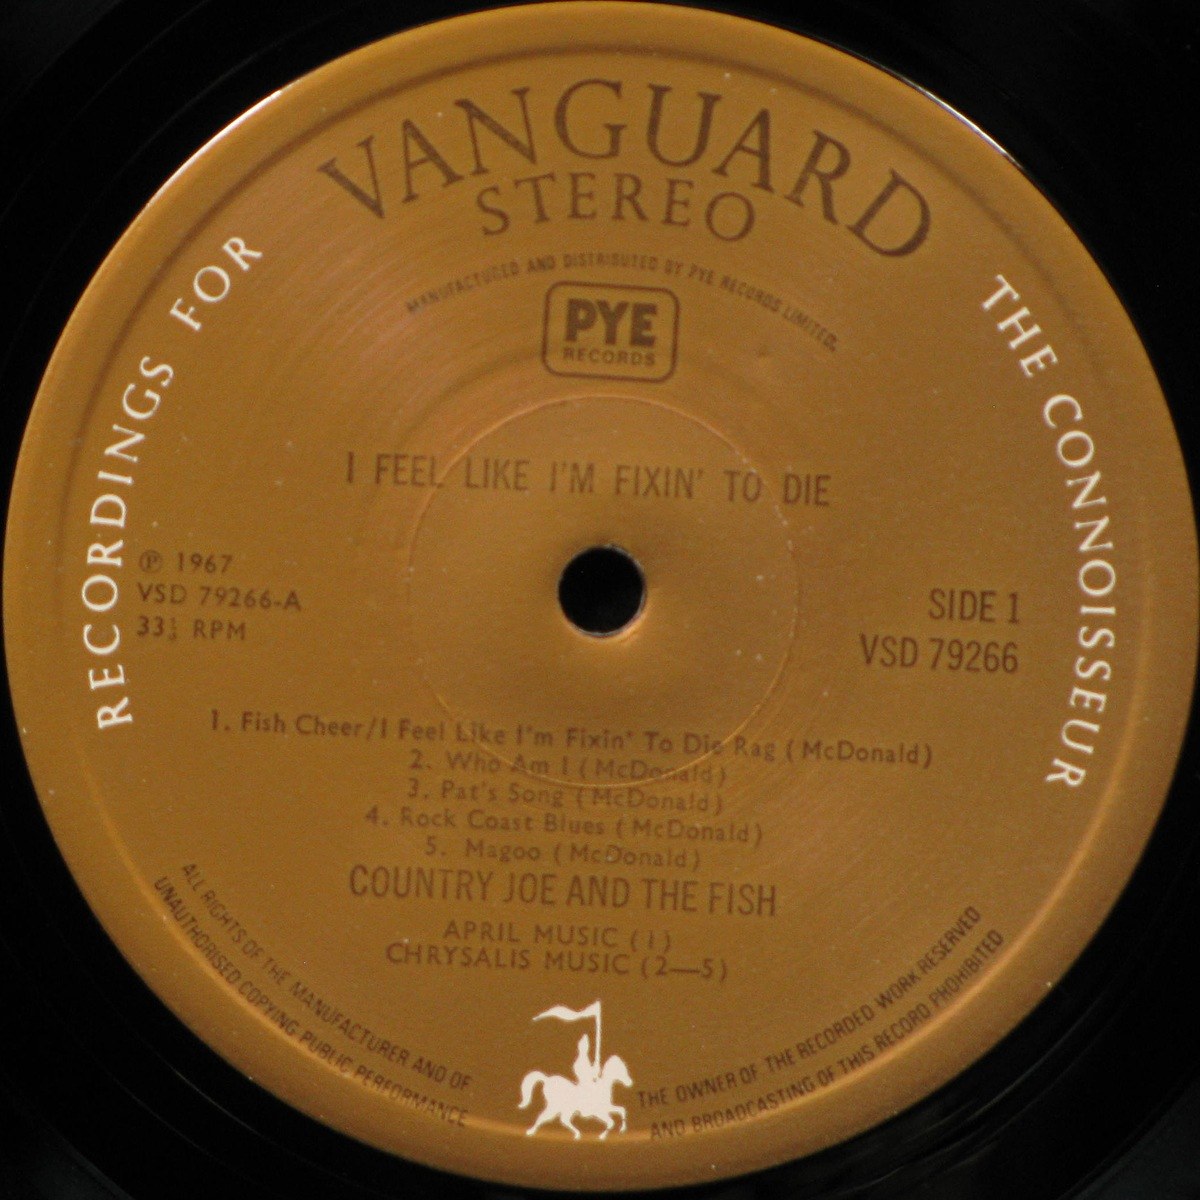 VANGUARD
STEREO
MANUFACTURED AND DISTRIBUTED BY PYE RECORDS LIMITED.
PYE
RECORDS
RECORDINGS FOR THE CONNOISSEUR
I FEEL LIKE I'M FIXIN' TO DIE
℗ 1967
VSD 79266-A
33⅓ RPM
SIDE 1
VSD 79266
1. Fish Cheer/I Feel Like I'm Fixin' To Die Rag (McDonald)
2. Who Am I (McDonald)
3. Pat's Song (McDonald)
4. Rock Coast Blues (McDonald)
5. Magoo (McDonald)
COUNTRY JOE AND THE FISH
APRIL MUSIC (1)
CHRYSALIS MUSIC (2—5)
ALL RIGHTS OF THE MANUFACTURER AND OF THE OWNER OF THE RECORDED WORK RESERVED
UNAUTHORISED COPYING PUBLIC PERFORMANCE AND BROADCASTING OF THIS RECORD PROHIBITED